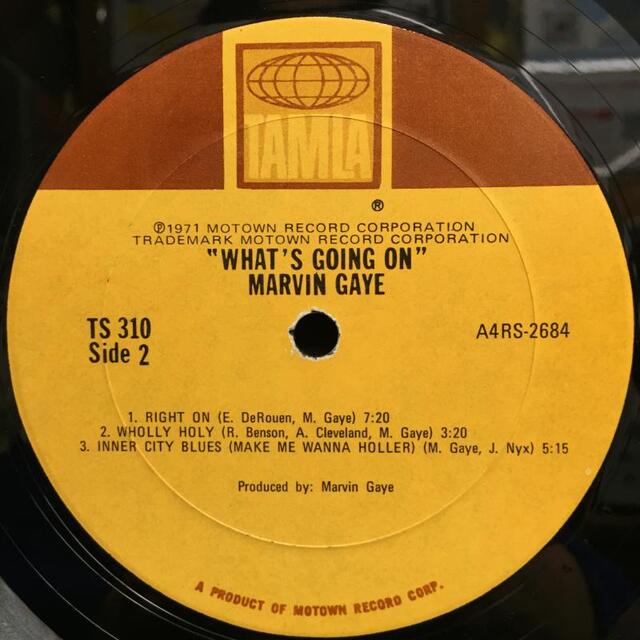 TAMLA
®
℗1971 MOTOWN RECORD CORPORATION
TRADEMARK MOTOWN RECORD CORPORATION
"WHAT'S GOING ON"
MARVIN GAYE
TS 310
Side 2
A4RS-2684
1. RIGHT ON (E. DeRouen, M. Gaye) 7:20
2. WHOLLY HOLY (R. Benson, A. Cleveland, M. Gaye) 3:20
3. INNER CITY BLUES (MAKE ME WANNA HOLLER) (M. Gaye, J. Nyx) 5:15
Produced by: Marvin Gaye
A PRODUCT OF MOTOWN RECORD CORP.